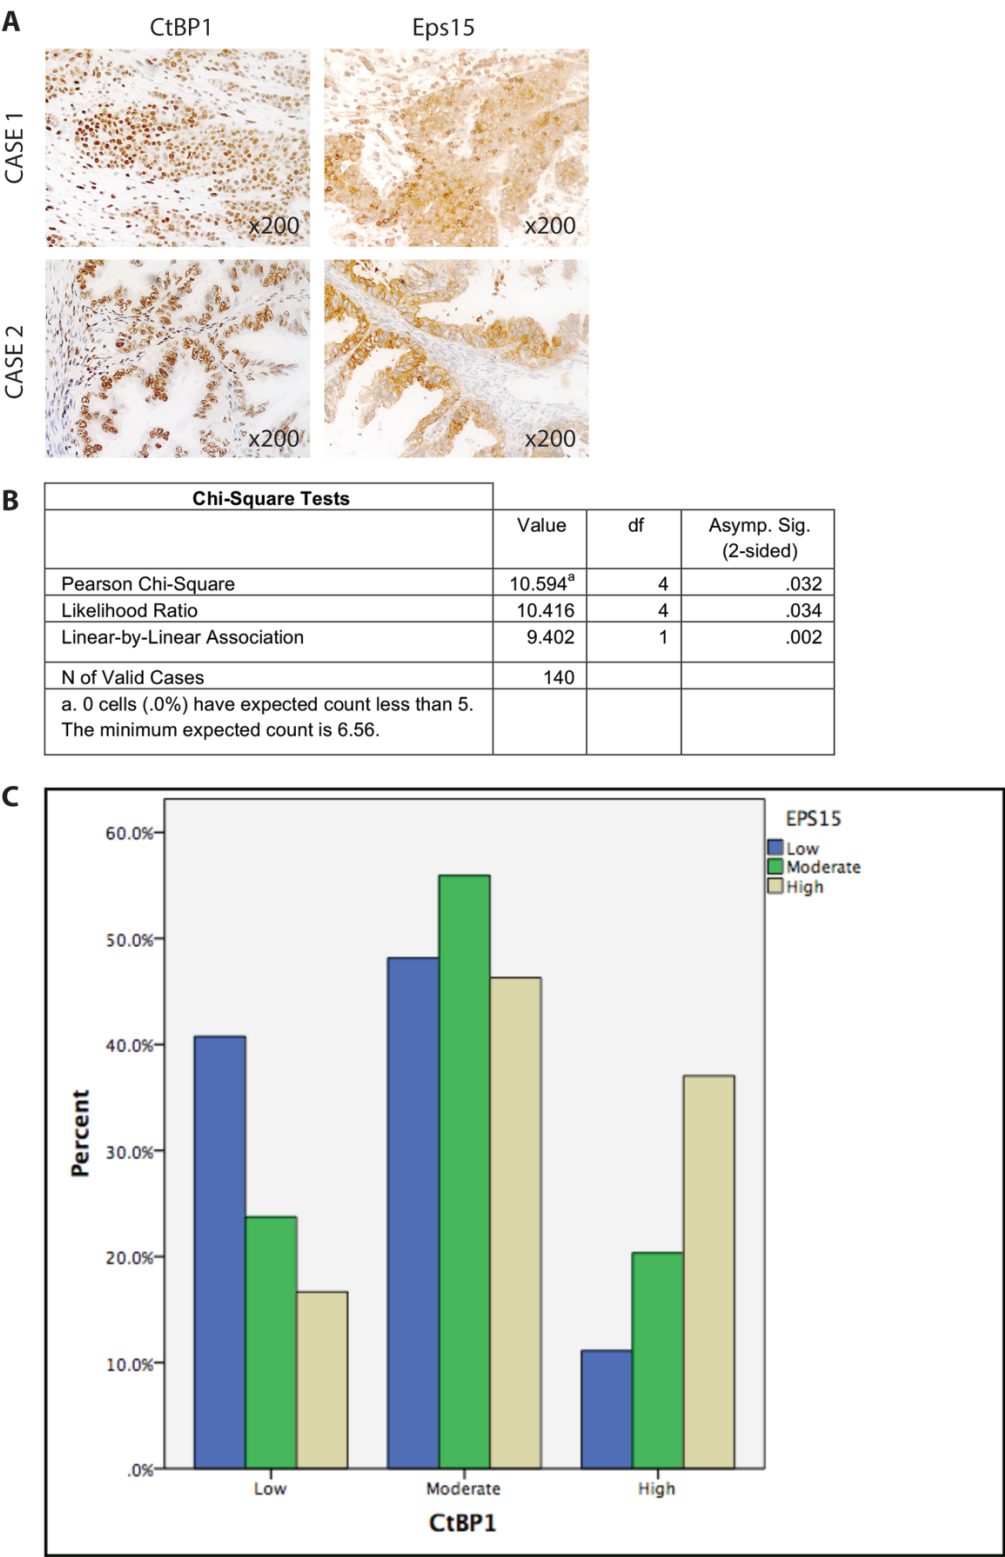 A
CtBP1
Eps15
CASE 1
x200
x200
CASE 2
x200
x200
B
Chi-Square Tests
Value
df
Asymp. Sig.
(2-sided)
Pearson Chi-Square
10.594a
4
.032
Likelihood Ratio
10.416
4
.034
Linear-by-Linear Association
9.402
1
.002
N of Valid Cases
140
a. 0 cells (.0%) have expected count less than 5.
The minimum expected count is 6.56.
C
EPS15
Low
Moderate
High
60.0%
50.0%
40.0%
30.0%
20.0%
10.0%
.0%
Percent
Low
Moderate
High
CtBP1